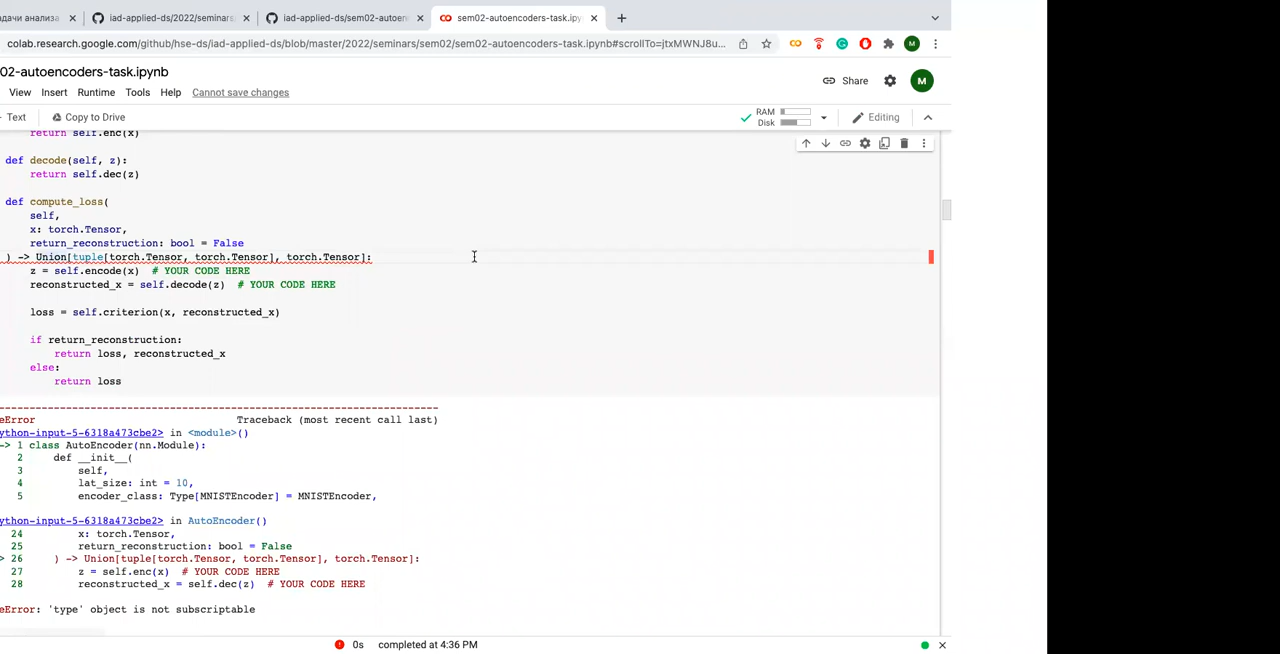 адачи анализа
iad-applied-ds/2022/seminars
iad-applied-ds/sem02-autoen
sem02-autoencoders-task.ipy
colab.research.google.com/github/hse-ds/iad-applied-ds/blob/master/2022/seminars/sem02/sem02-autoencoders-task.ipynb#scrollTo=jtxMWNJ8u...
02-autoencoders-task.ipynb
View Insert Runtime Tools Help Cannot save changes
Share
M
Text Copy to Drive
RAM
Disk
Editing
return self.enc(x)
def decode(self, z):
return self.dec(z)
def compute_loss(
self,
x: torch.Tensor,
return_reconstruction: bool = False
) -> Union[tuple[torch.Tensor, torch.Tensor], torch.Tensor]:
z = self.encode(x) # YOUR CODE HERE
reconstructed_x = self.decode(z) # YOUR CODE HERE
loss = self.criterion(x, reconstructed_x)
if return_reconstruction:
return loss, reconstructed_x
else:
return loss
eError Traceback (most recent call last)
ython-input-5-6318a473cbe2> in <module>()
-> 1 class AutoEncoder(nn.Module):
2 def __init__(
3 self,
4 lat_size: int = 10,
5 encoder_class: Type[MNISTEncoder] = MNISTEncoder,
ython-input-5-6318a473cbe2> in AutoEncoder()
24 x: torch.Tensor,
25 return_reconstruction: bool = False
> 26 ) -> Union[tuple[torch.Tensor, torch.Tensor], torch.Tensor]:
27 z = self.enc(x) # YOUR CODE HERE
28 reconstructed_x = self.dec(z) # YOUR CODE HERE
eError: 'type' object is not subscriptable
0s completed at 4:36 PM